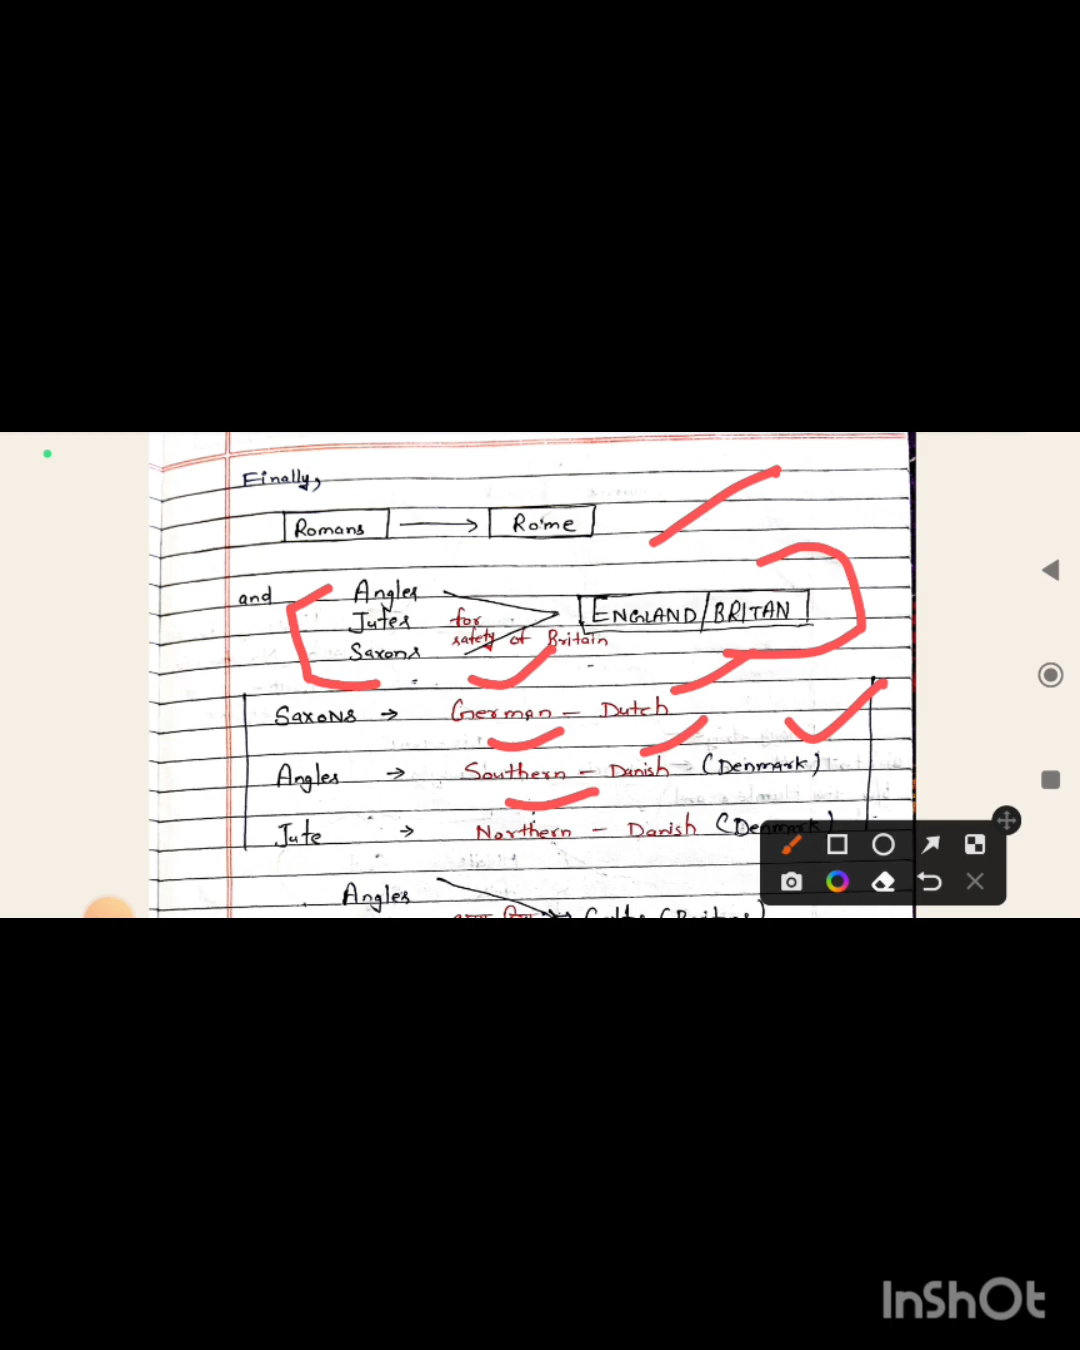 Finally,
Romans → Rome
and Angles
Jutes for ENGLAND/BRITAN
safety of Britain
Saxons
SaxoNs → German - Dutch
Angles → Southern - Danish (Denmark)
Jute → Northern - Danish (Denmark)
Angles
InShOt